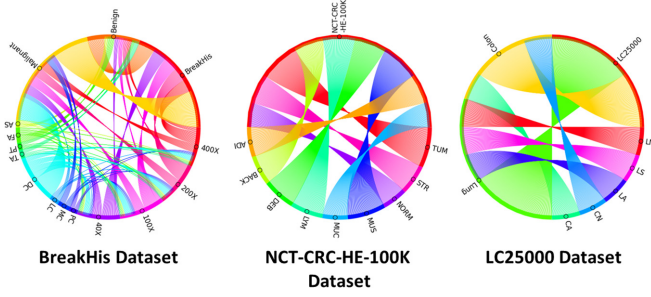 Benign
Malignant
BreakHis
AS
FA
PT
TA
DC
LC
MC
PC
40X
100X
200X
400X
BreakHis Dataset
NCT-CRC
-HE-100K
ADI
BACK
DEB
LYM
MUC
MUS
NORM
STR
TUM
NCT-CRC-HE-100K
Dataset
Colon
LC25000
Lung
CA
CN
LA
LS
LC25000 Dataset